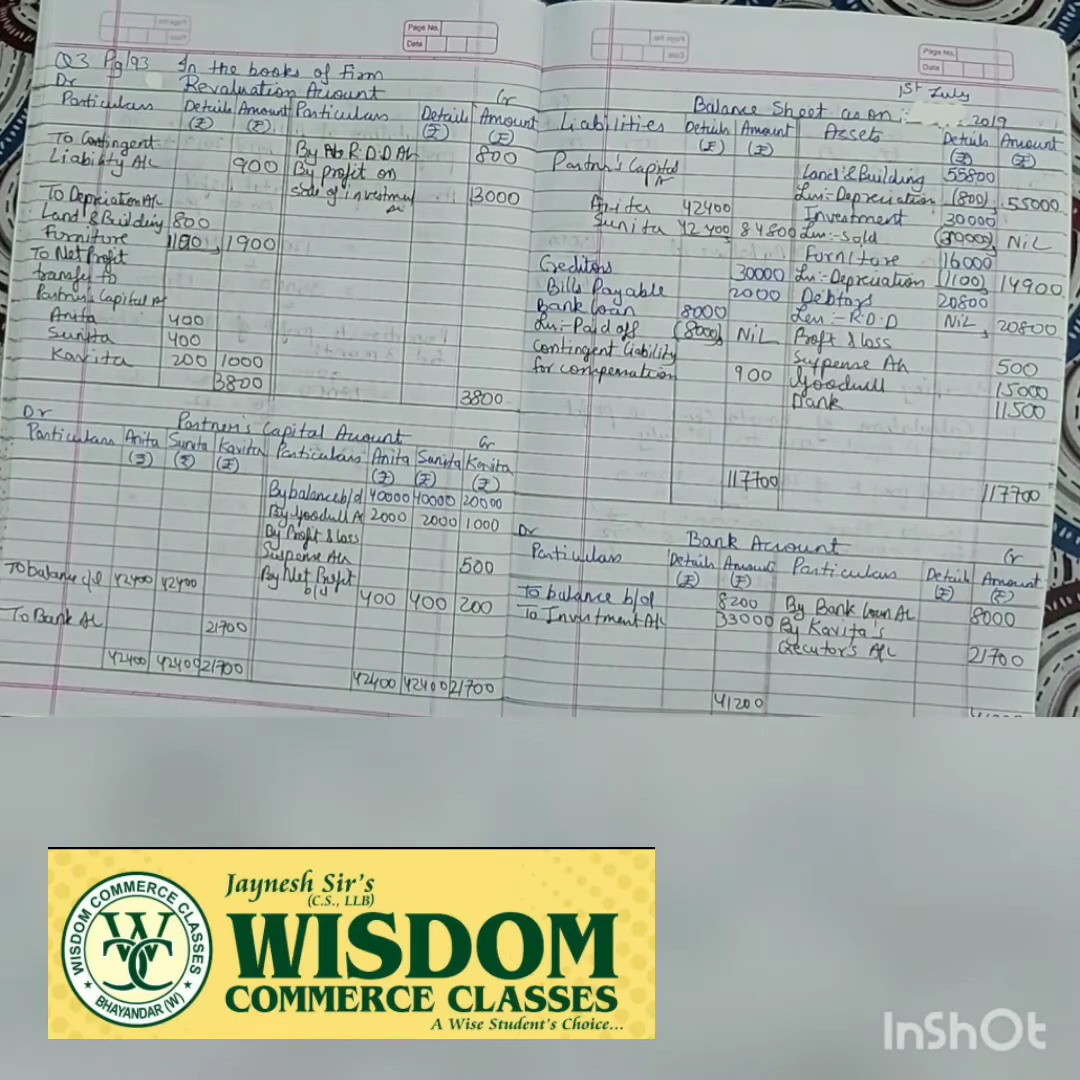 Page No.
Date
Q3 Pg 193 In the books of Firm
Dr Revaluation Account Cr
Particulars Details (₹) Amount (₹) Particulars Details (₹) Amount (₹)
To Contingent By R.D.D A/c 800
Liability A/c 900 By profit on
sale of investment A/c 3000
To Depreciation A/c
Land & Building 800
Furniture 1100 1900
To Net Profit
transfer to
Partner's Capital A/c
Anita 400
Sunita 400
Kavita 200 1000
3800 3800
Partner's Capital Account
Dr Cr
Particulars Anita (₹) Sunita (₹) Kavita (₹) Particulars Anita (₹) Sunita (₹) Kavita (₹)
By balance b/d 40000 40000 20000
By Goodwill A/c 2000 2000 1000
By Profit & loss
Suspense A/c 500
To balance c/d 42400 42400 By Net Profit
400 400 200
To Bank A/c 21700
42400 42400 21700 42400 42400 21700
Page No.
Date
1st July
Balance Sheet as on 2019
Liabilities Details (₹) Amount (₹) Assets Details (₹) Amount (₹)
Partner's Capital A/c Land & Building 55800
Less:- Depreciation (800) 55000
Anita 42400 Investment 30000
Sunita 42400 84800 Less:- Sold (30000) NIL
Furniture 16000
Creditors 30000 Less:- Depreciation (1100) 14900
Bills Payable 2000 Debtors 20800
Bank loan 8000 Less:- R.D.D NIL 20800
Less:- Paid off (8000) NIL Profit & loss
Contingent liability Suspense A/c 500
for compensation 900 Goodwill 15000
Bank 11500
117700 117700
Dr Bank Account Cr
Particulars Details (₹) Amount (₹) Particulars Details (₹) Amount (₹)
To balance b/d 8200 By Bank loan A/c 8000
To Investment A/c 33000 By Kavita's
Executor's A/c 21700
41200
WISDOM COMMERCE CLASSES
WCC
BHAYANDAR (W)
Jaynesh Sir's
(C.S., LLB)
WISDOM
COMMERCE CLASSES
A Wise Student's Choice...
InShOt